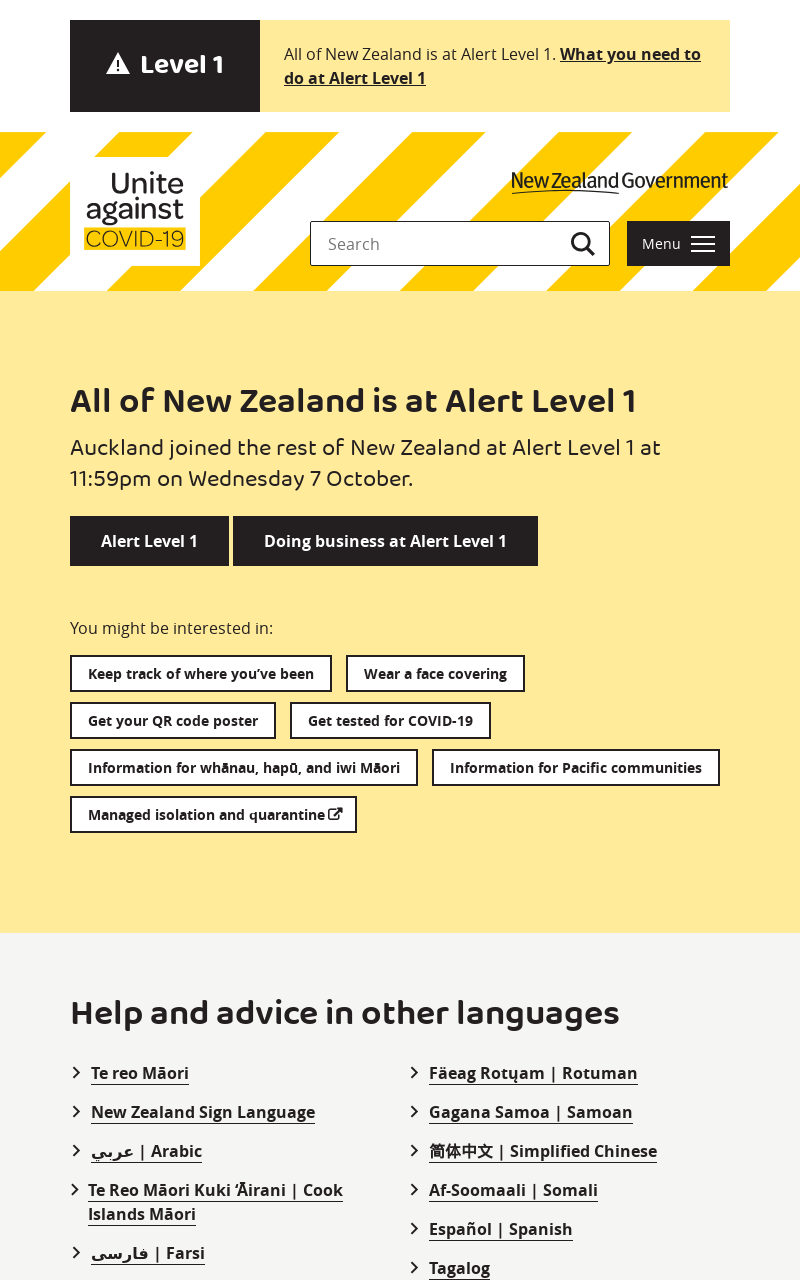 Level 1
All of New Zealand is at Alert Level 1. What you need to
do at Alert Level 1
Unite
against
COVID-19
New Zealand Government
Search
Menu
All of New Zealand is at Alert Level 1
Auckland joined the rest of New Zealand at Alert Level 1 at
11:59pm on Wednesday 7 October.
Alert Level 1
Doing business at Alert Level 1
You might be interested in:
Keep track of where you’ve been
Wear a face covering
Get your QR code poster
Get tested for COVID-19
Information for whānau, hapū, and iwi Māori
Information for Pacific communities
Managed isolation and quarantine
Help and advice in other languages
Te reo Māori
New Zealand Sign Language
عربي | Arabic
Te Reo Māori Kuki ‘Āirani | Cook
Islands Māori
فارسی | Farsi
Fäeag Rotųam | Rotuman
Gagana Samoa | Samoan
简体中文 | Simplified Chinese
Af-Soomaali | Somali
Español | Spanish
Tagalog